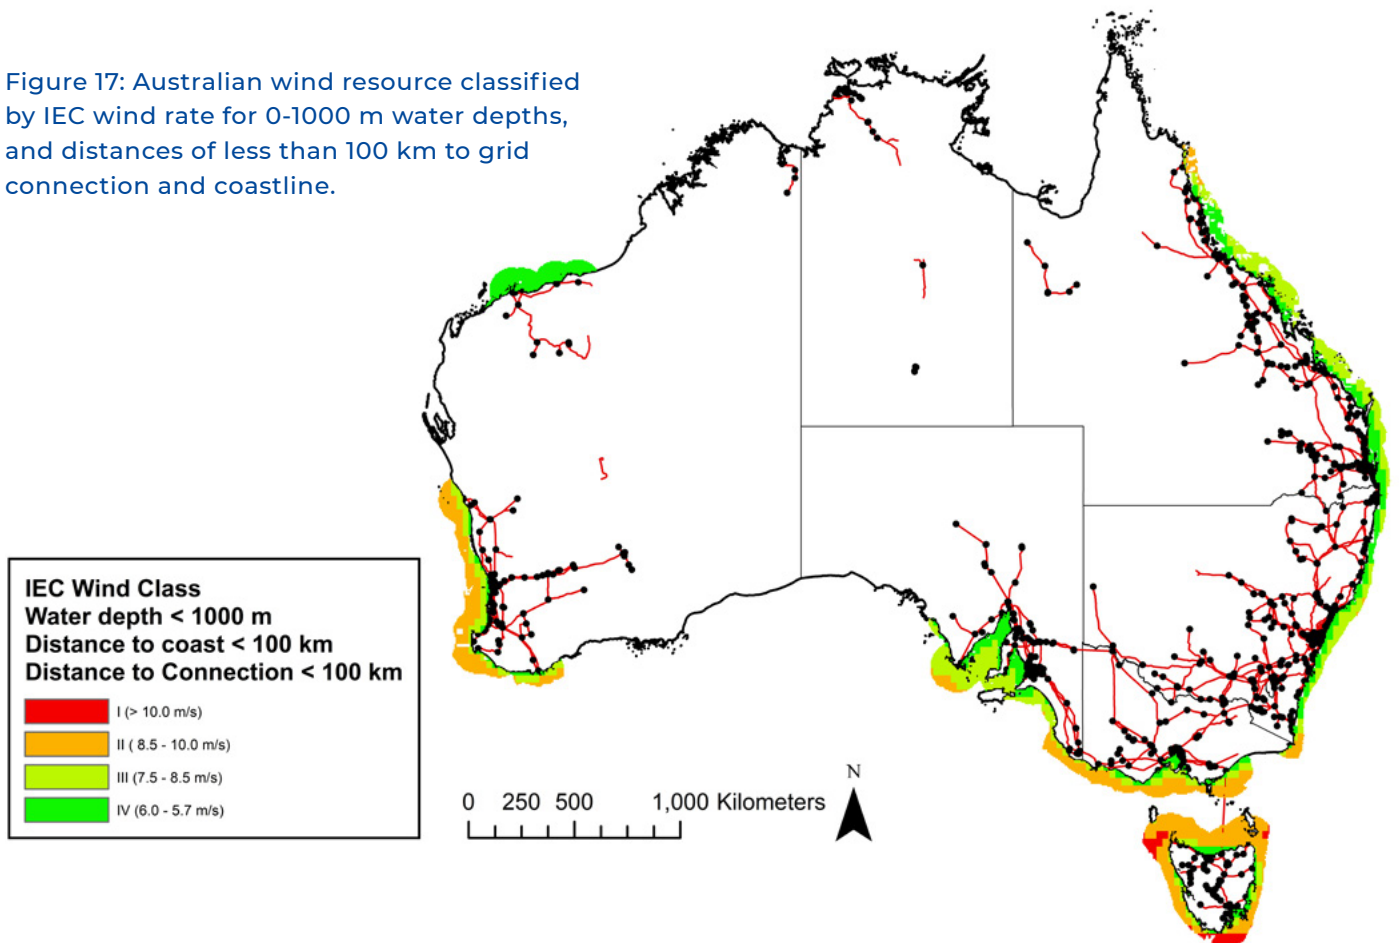 Figure 17: Australian wind resource classified
by IEC wind rate for 0-1000 m water depths,
and distances of less than 100 km to grid
connection and coastline.
IEC Wind Class
Water depth < 1000 m
Distance to coast < 100 km
Distance to Connection < 100 km
I (> 10.0 m/s)
II ( 8.5 - 10.0 m/s)
III (7.5 - 8.5 m/s)
IV (6.0 - 5.7 m/s)
0 250 500 1,000 Kilometers
N